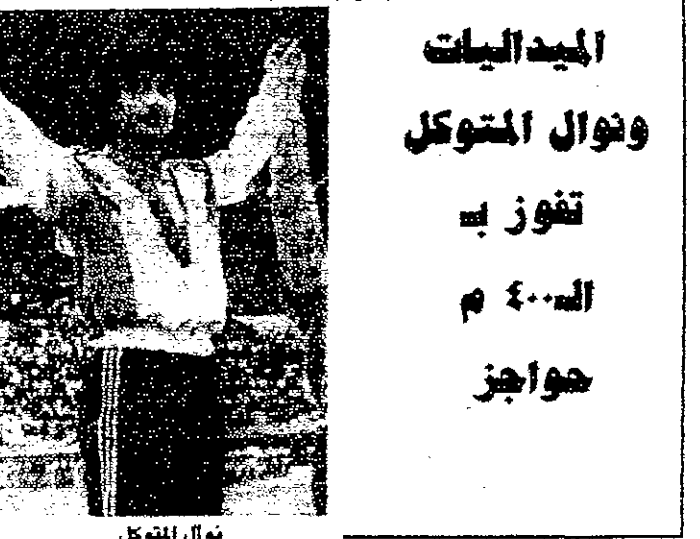 الميداليات
ونوال المتوكل
تفوز بـ
الـ٤٠٠ م
حواجز
نوال المتوكل